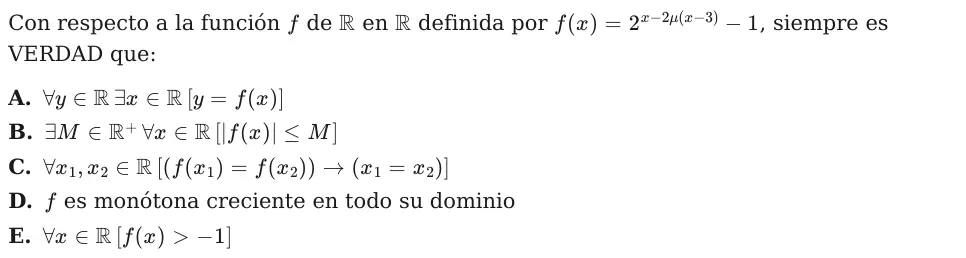 Con respecto a la función f de ℝ en ℝ definida por f(x) = 2^{x−2μ(x−3)} − 1, siempre es
VERDAD que:
A. ∀y ∈ ℝ ∃x ∈ ℝ [y = f(x)]
B. ∃M ∈ ℝ⁺ ∀x ∈ ℝ [|f(x)| ≤ M]
C. ∀x₁, x₂ ∈ ℝ [(f(x₁) = f(x₂)) → (x₁ = x₂)]
D. f es monótona creciente en todo su dominio
E. ∀x ∈ ℝ [f(x) > −1]